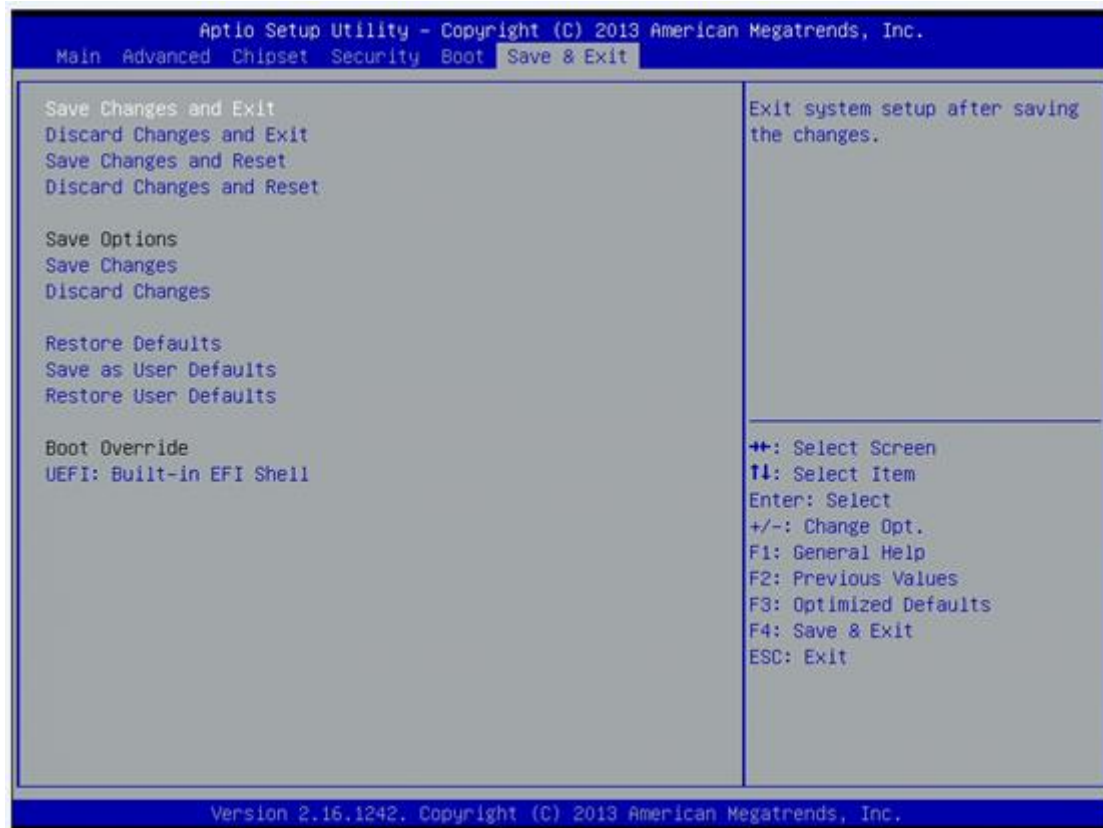 Aptio Setup Utility – Copyright (C) 2013 American Megatrends, Inc.
Main Advanced Chipset Security Boot Save & Exit
Save Changes and Exit
Discard Changes and Exit
Save Changes and Reset
Discard Changes and Reset
Save Options
Save Changes
Discard Changes
Restore Defaults
Save as User Defaults
Restore User Defaults
Boot Override
UEFI: Built-in EFI Shell
Exit system setup after saving
the changes.
→←: Select Screen
↑↓: Select Item
Enter: Select
+/-: Change Opt.
F1: General Help
F2: Previous Values
F3: Optimized Defaults
F4: Save & Exit
ESC: Exit
Version 2.16.1242. Copyright (C) 2013 American Megatrends, Inc.